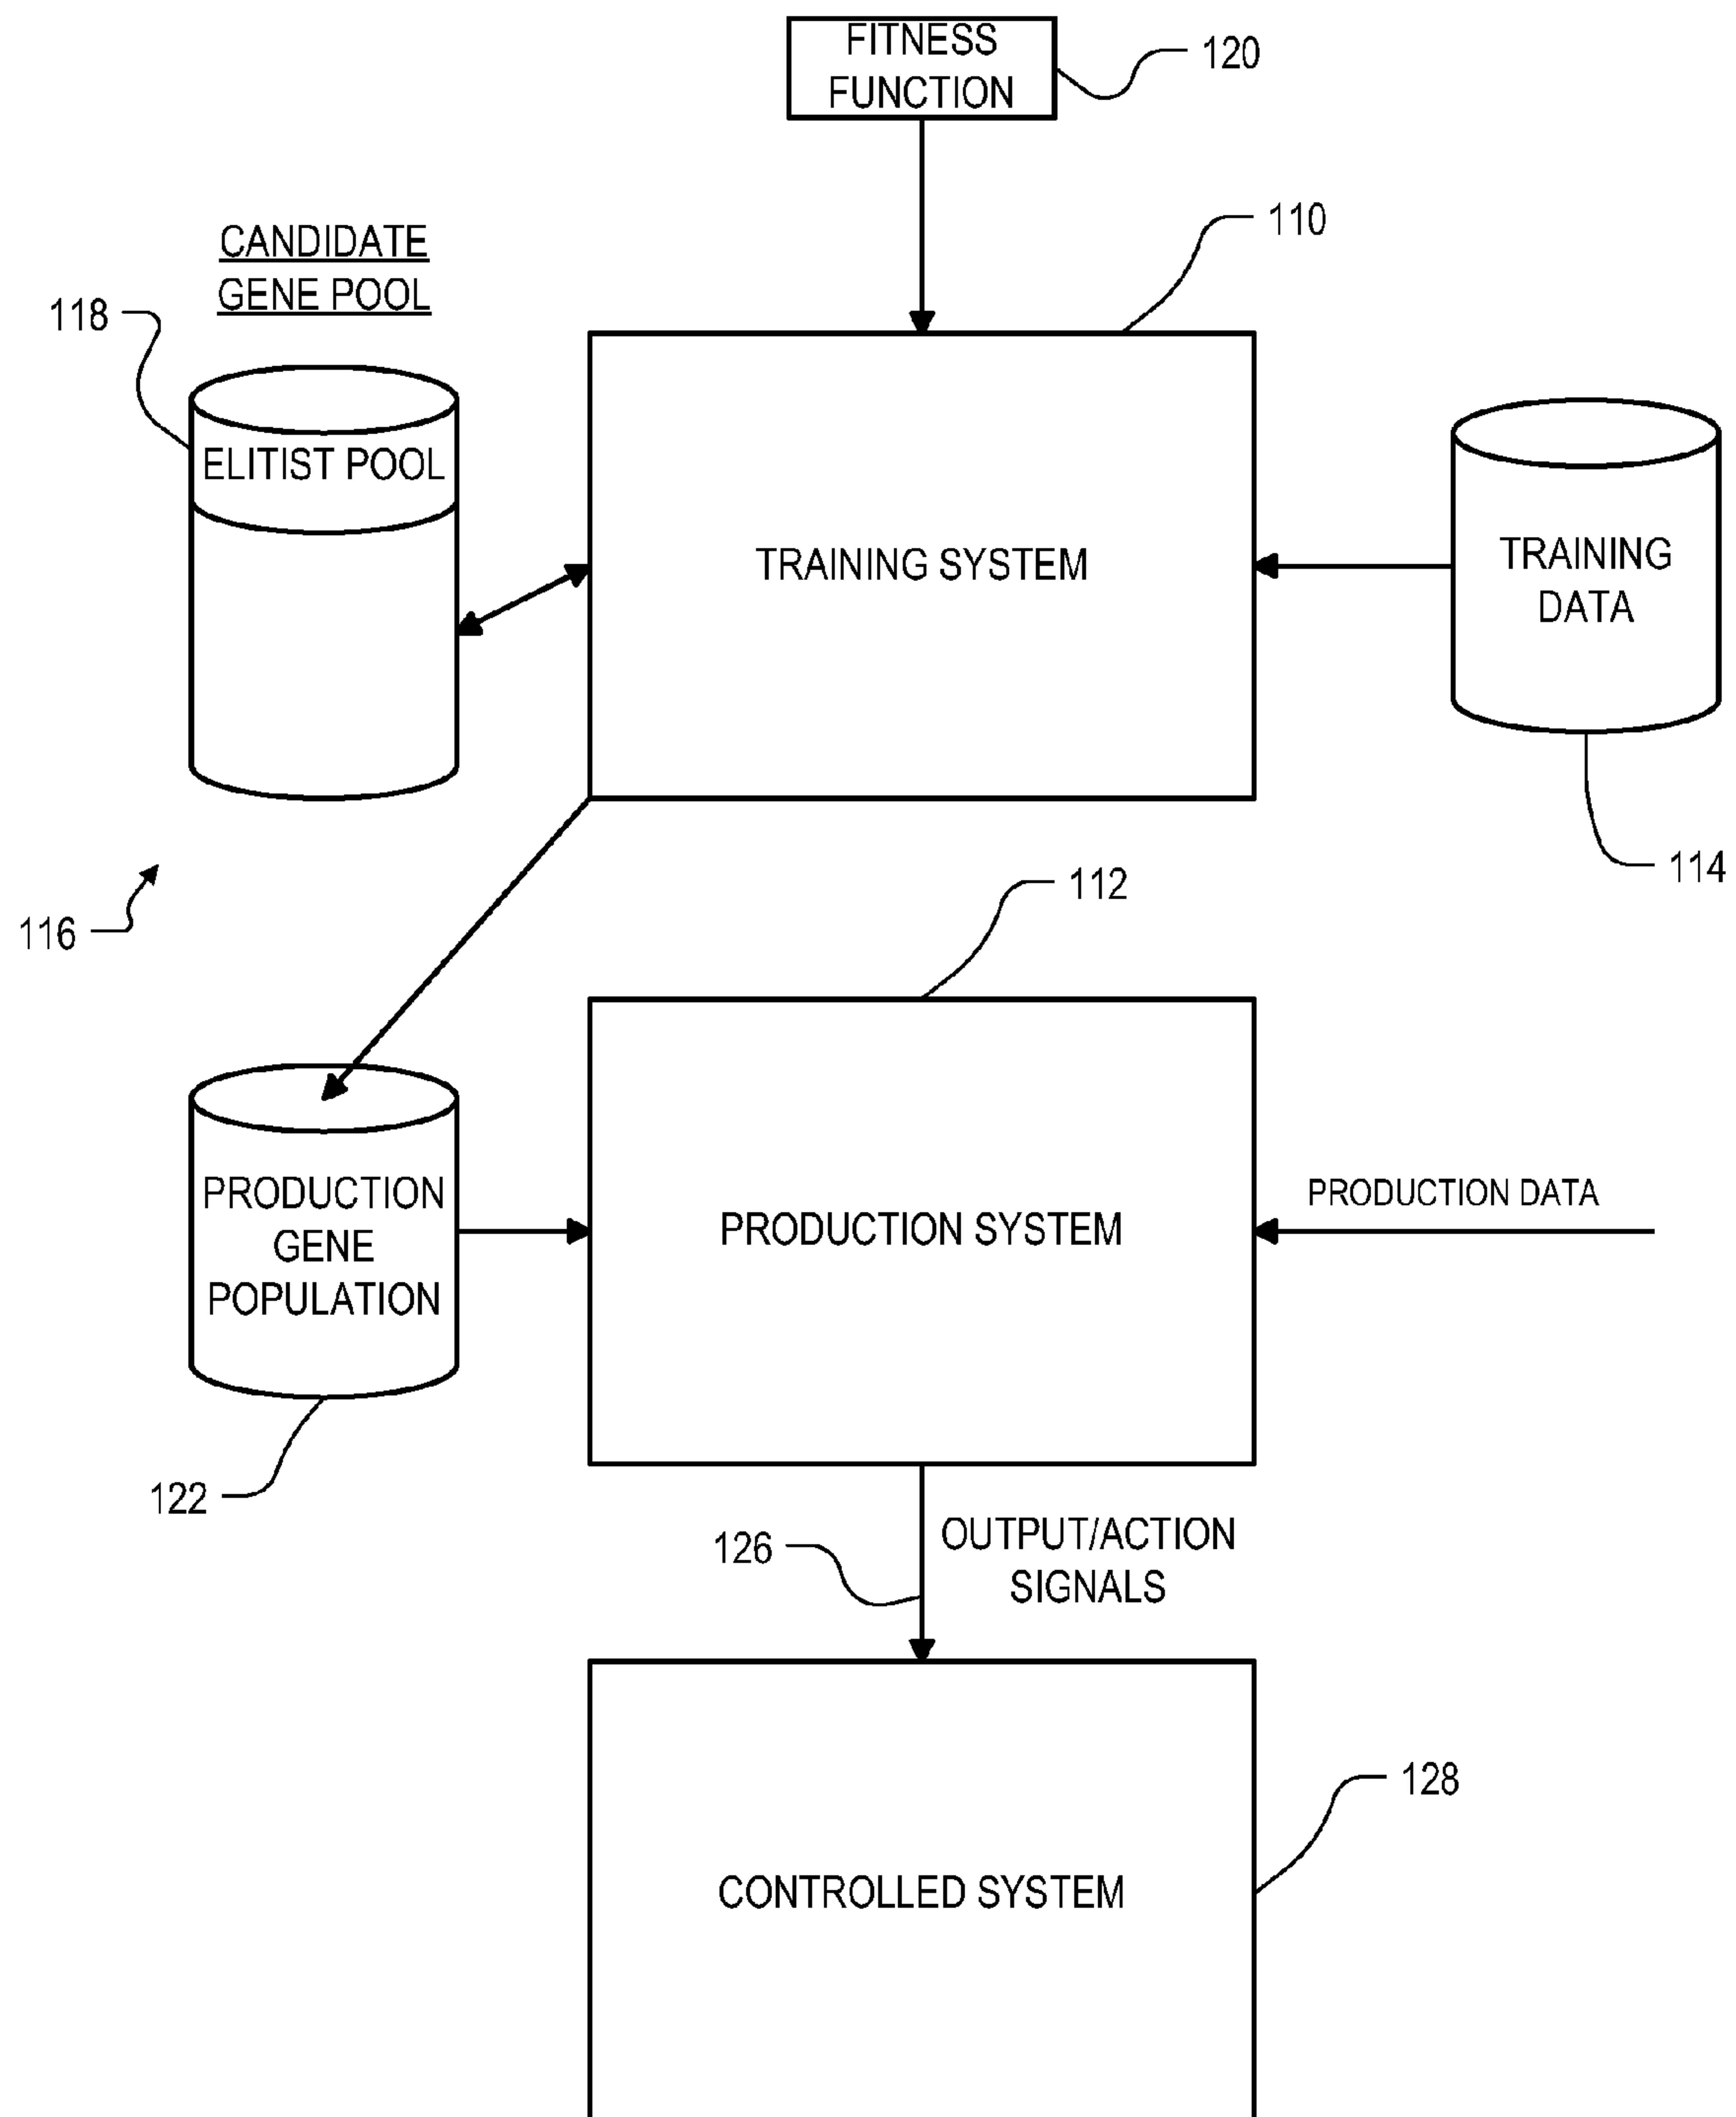 FITNESS
FUNCTION
120
110
CANDIDATE
GENE POOL
118
ELITIST POOL
TRAINING SYSTEM
TRAINING
DATA
114
116
112
PRODUCTION
GENE
POPULATION
PRODUCTION SYSTEM
PRODUCTION DATA
122
126
OUTPUT/ACTION
SIGNALS
128
CONTROLLED SYSTEM